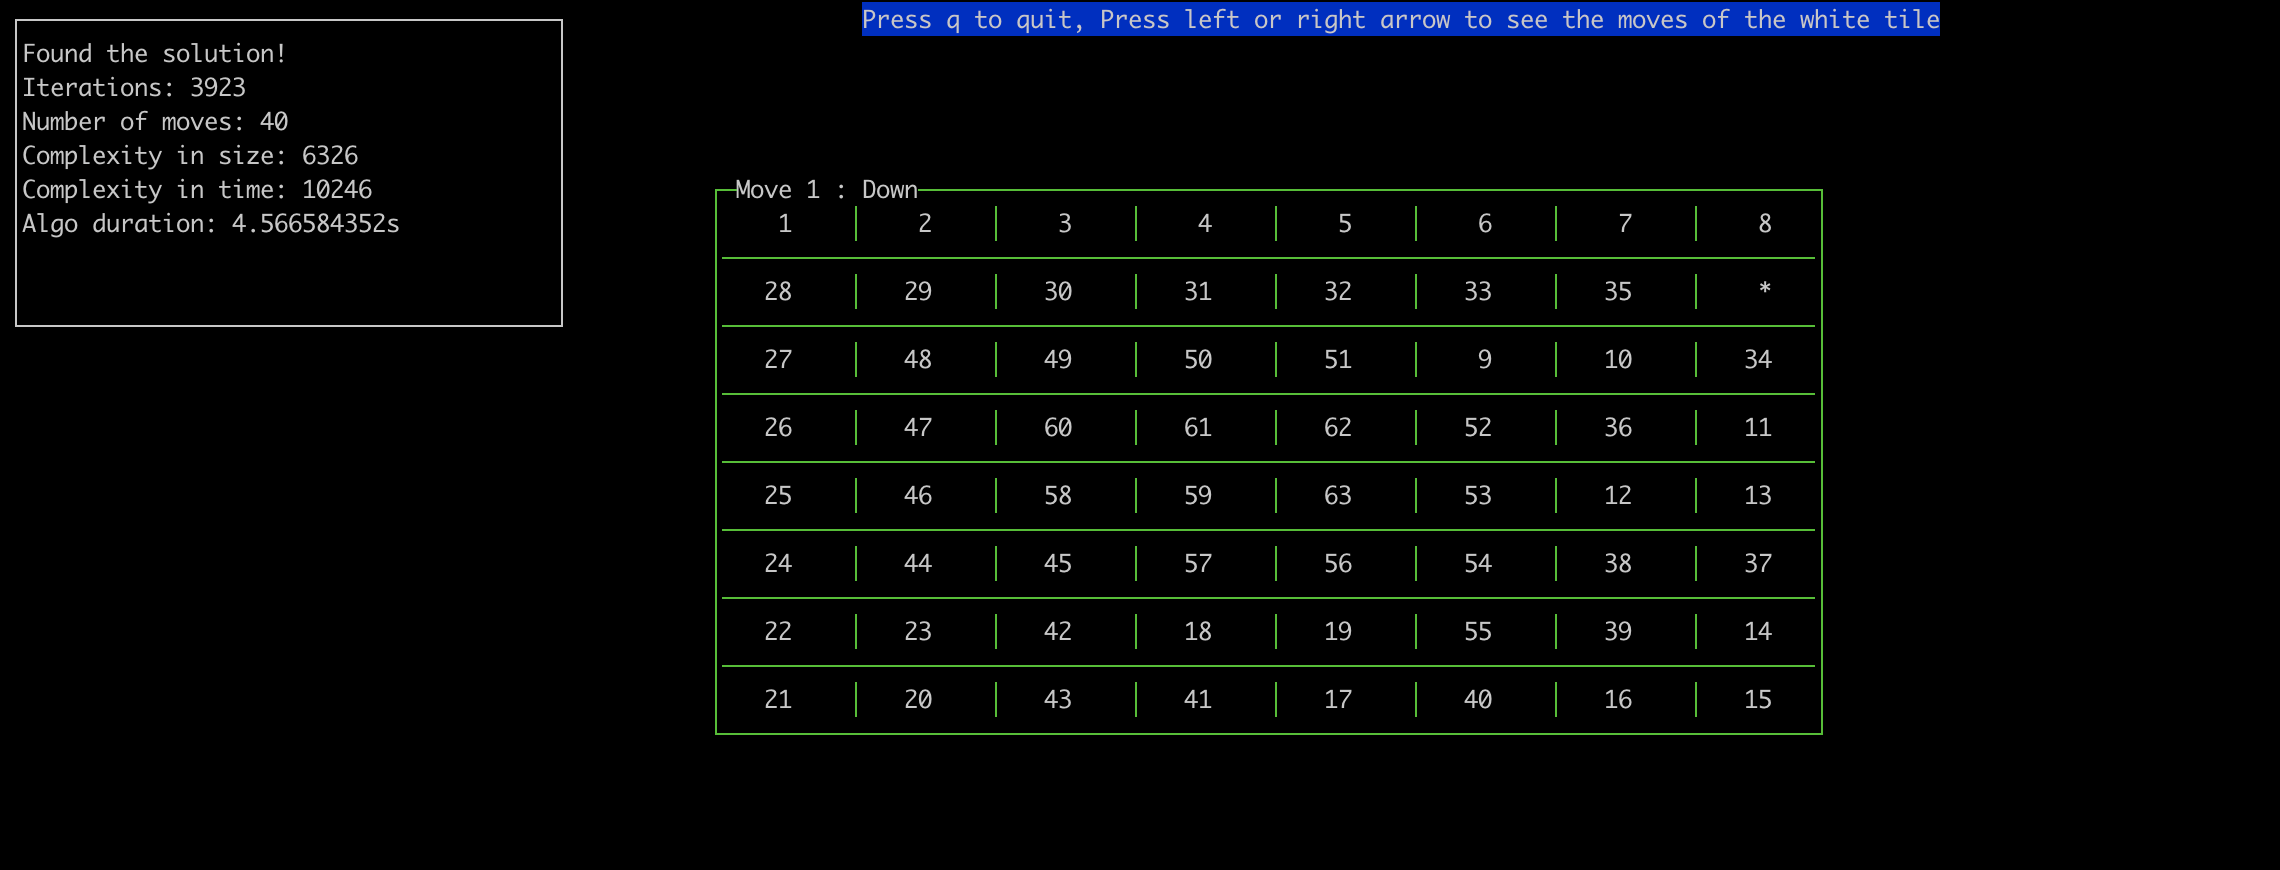 Press q to quit, Press left or right arrow to see the moves of the white tile
Found the solution!
Iterations: 3923
Number of moves: 40
Complexity in size: 6326
Complexity in time: 10246
Algo duration: 4.566584352s
Move 1 : Down
1 2 3 4 5 6 7 8
28 29 30 31 32 33 35 *
27 48 49 50 51 9 10 34
26 47 60 61 62 52 36 11
25 46 58 59 63 53 12 13
24 44 45 57 56 54 38 37
22 23 42 18 19 55 39 14
21 20 43 41 17 40 16 15